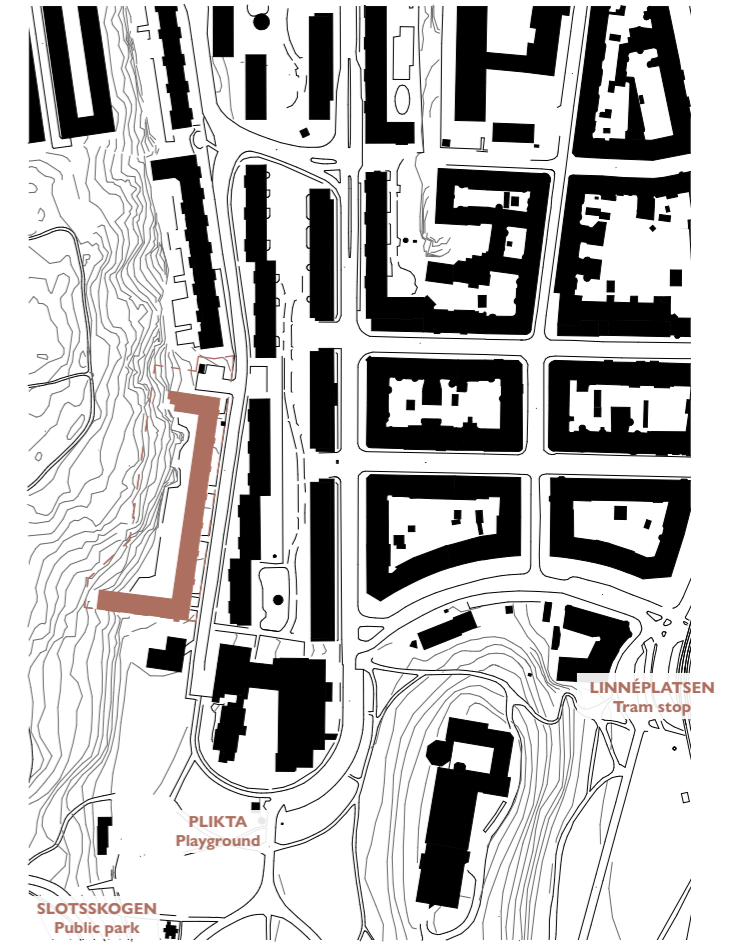 LINNÉPLATSEN
Tram stop
PLIKTA
Playground
SLOTSSKOGEN
Public park